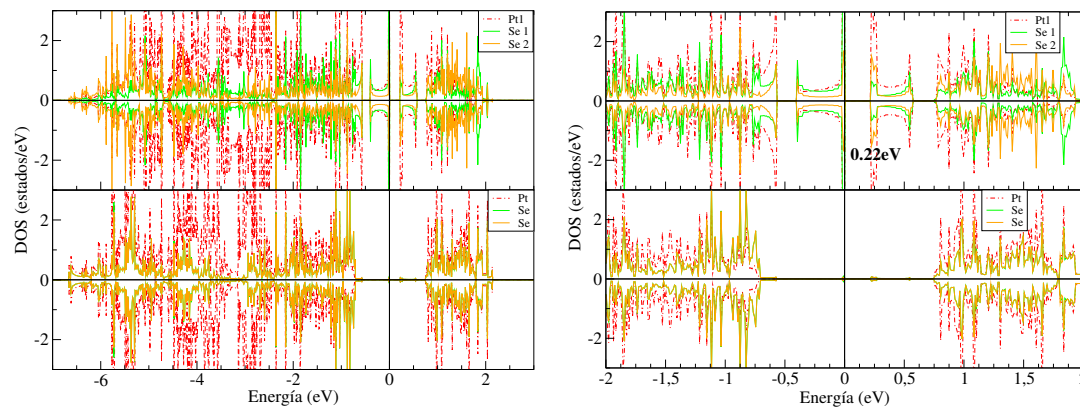 DOS (estados/eV)
2
0
-2
2
0
-2
Pt1
Se 1
Se 2
Pt
Se
Se
-6
-4
-2
0
2
Energía (eV)
DOS (estados/eV)
2
0
-2
2
0
-2
Pt1
Se 1
Se 2
0.22eV
Pt
Se
Se
-2
-1,5
-1
-0,5
0
0,5
1
1,5
Energía (eV)